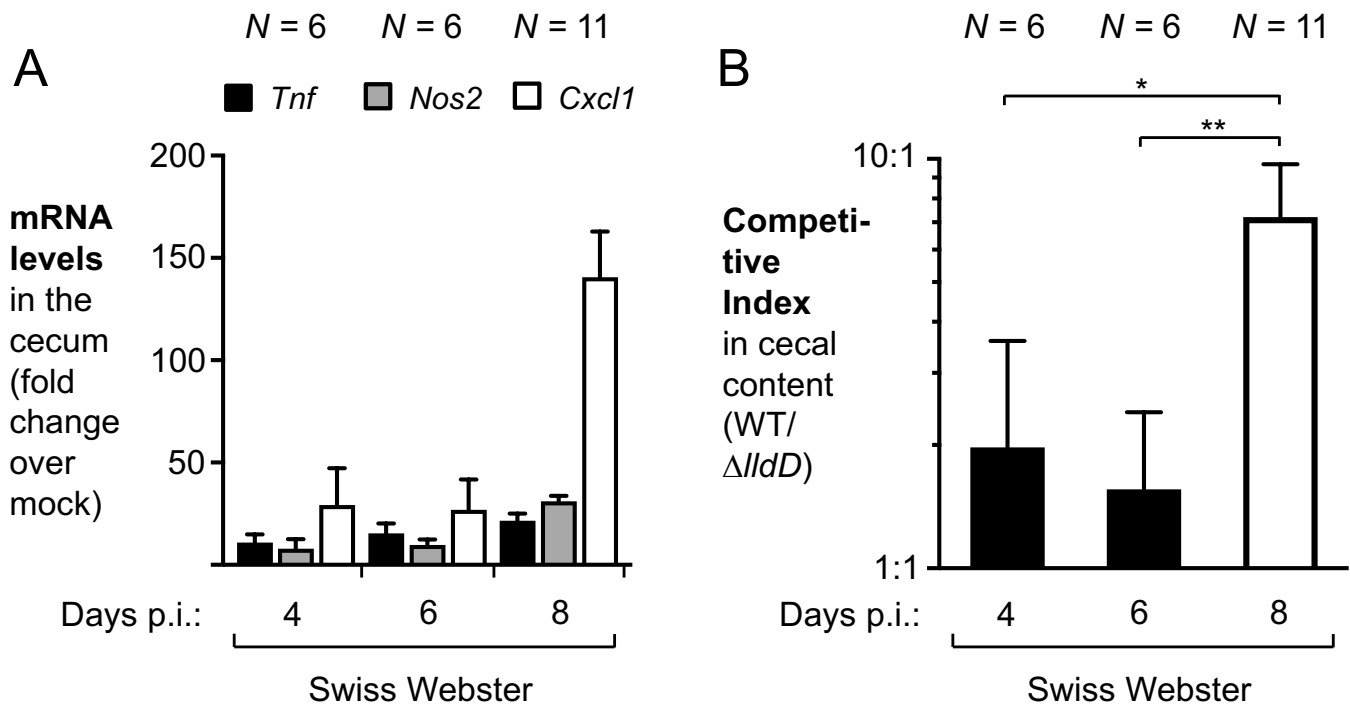 N = 6 N = 6 N = 11
A
Tnf Nos2 Cxcl1
200
150
100
50
mRNA
levels
in the
cecum
(fold
change
over
mock)
Days p.i.: 4 6 8
Swiss Webster
N = 6 N = 6 N = 11
B
*
**
10:1
1:1
Competi-
tive
Index
in cecal
content
(WT/
ΔlldD)
Days p.i.: 4 6 8
Swiss Webster